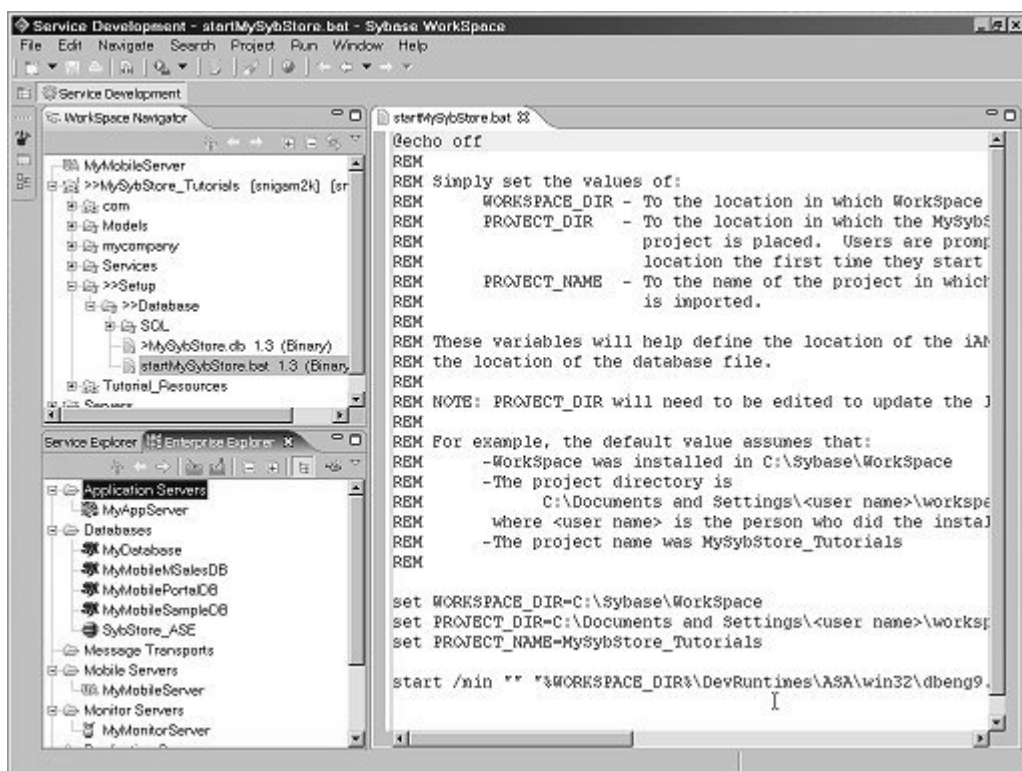 Service Development - startMySybStore.bat - Sybase WorkSpace
File Edit Navigate Search Project Run Window Help
Service Development
WorkSpace Navigator
MyMobileServer
>>MySybStore_Tutorials [snigam2k] [sr
com
Models
mycompany
Services
>>Setup
>>Database
SQL
>MySybStore.db 1.3 (Binary)
startMySybStore.bat 1.3 (Binary
Tutorial_Resources
Servers
Service Explorer Enterprise Explorer
Application Servers
MyAppServer
Databases
MyDatabase
MyMobileMSalesDB
MyMobilePortalDB
MyMobileSampleDB
SybStore_ASE
Message Transports
Mobile Servers
MyMobileServer
Monitor Servers
MyMonitorServer
startMySybStore.bat
@echo off
REM
REM Simply set the values of:
REM WORKSPACE_DIR - To the location in which WorkSpace
REM PROJECT_DIR - To the location in which the MySybS
REM project is placed. Users are promp
REM location the first time they start
REM PROJECT_NAME - To the name of the project in which
REM is imported.
REM
REM These variables will help define the location of the iAN
REM the location of the database file.
REM
REM NOTE: PROJECT_DIR will need to be edited to update the
REM
REM For example, the default value assumes that:
REM -WorkSpace was installed in C:\Sybase\WorkSpace
REM -The project directory is
REM C:\Documents and Settings\<user name>\workspa
REM where <user name> is the person who did the instal
REM -The project name was MySybStore_Tutorials
REM
set WORKSPACE_DIR=C:\Sybase\WorkSpace
set PROJECT_DIR=C:\Documents and Settings\<user name>\worksp
set PROJECT_NAME=MySybStore_Tutorials
start /min "" "%WORKSPACE_DIR%\DevRuntimes\ASA\win32\dbeng9.